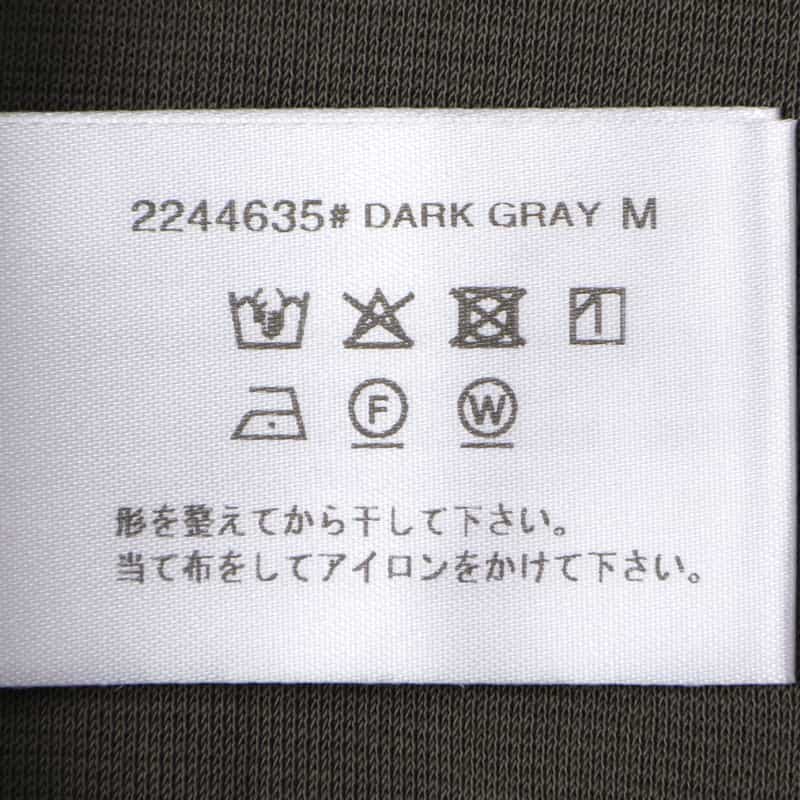 2244635# DARK GRAY M
F W
形を整えてから干して下さい。
当て布をしてアイロンをかけて下さい。